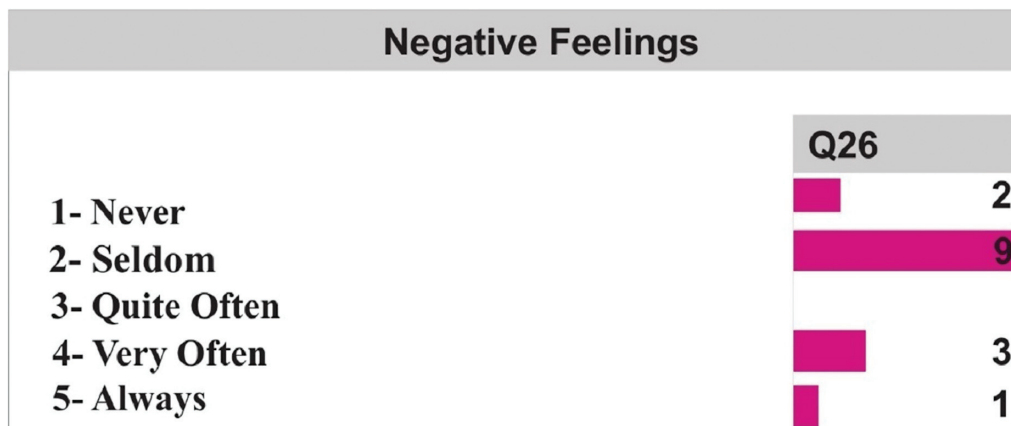 Negative Feelings
Q26
1- Never 2
2- Seldom 9
3- Quite Often
4- Very Often 3
5- Always 1